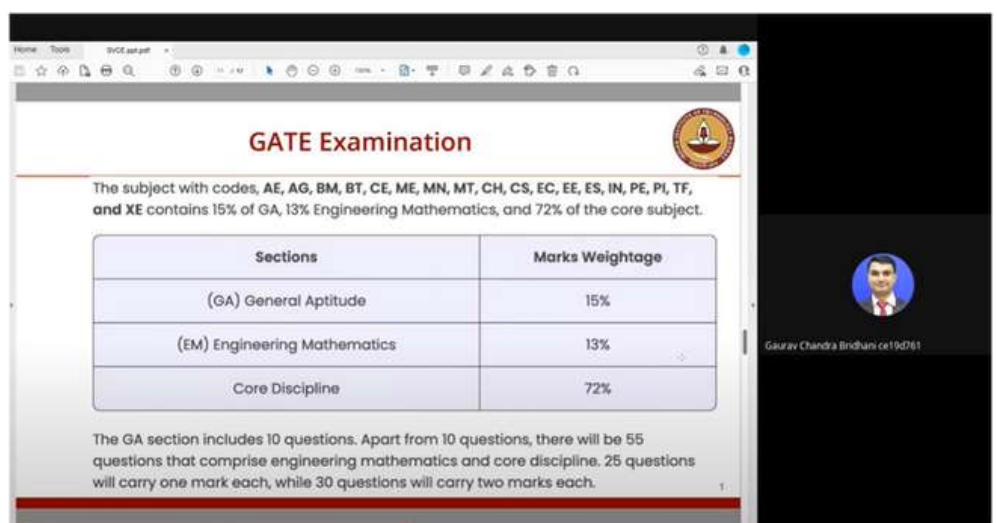 Home Tools SVCE ppt.pdf ×
GATE Examination
The subject with codes, AE, AG, BM, BT, CE, ME, MN, MT, CH, CS, EC, EE, ES, IN, PE, PI, TF,
and XE contains 15% of GA, 13% Engineering Mathematics, and 72% of the core subject.
Sections Marks Weightage
(GA) General Aptitude 15%
(EM) Engineering Mathematics 13%
Core Discipline 72%
Gaurav Chandra Bridhani ce19d761
The GA section includes 10 questions. Apart from 10 questions, there will be 55
questions that comprise engineering mathematics and core discipline. 25 questions
will carry one mark each, while 30 questions will carry two marks each.
1